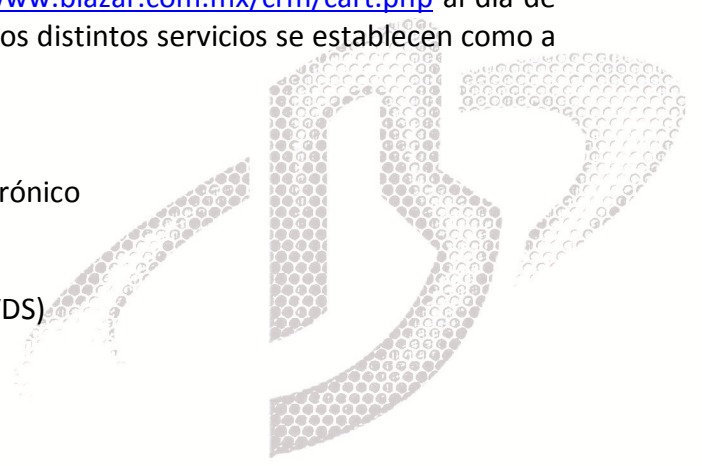 www.blazar.com.mx/crm/cart.php al día de
os distintos servicios se establecen como a
rónico
DS)